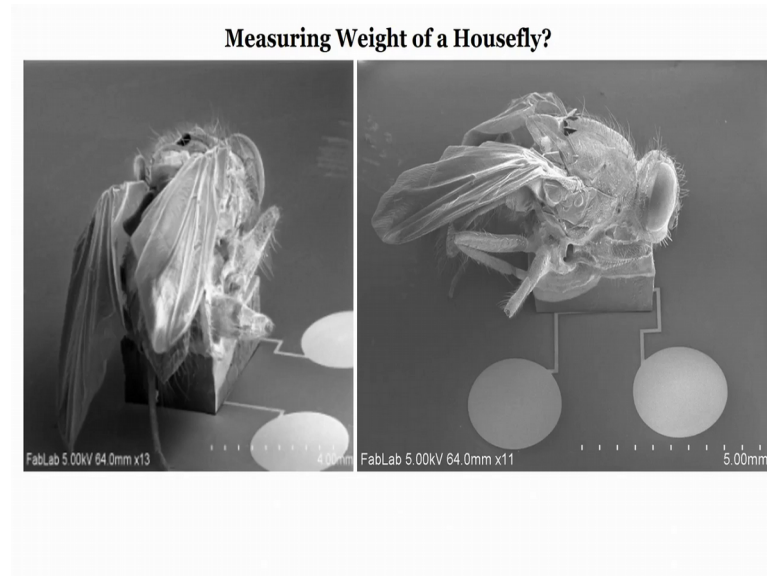 Measuring Weight of a Housefly?
FabLab 5.00kV 64.0mm x13
4.00mm
FabLab 5.00kV 64.0mm x11
5.00mm